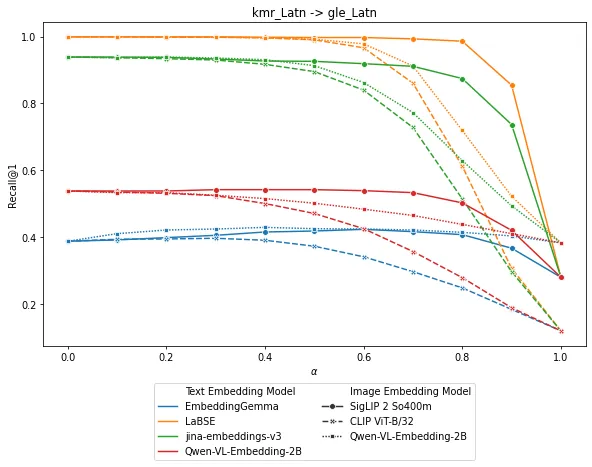 kmr_Latn -> gle_Latn
Recall@1
1.0
0.8
0.6
0.4
0.2
0.0
0.2
0.4
0.6
0.8
1.0
α
Text Embedding Model
EmbeddingGemma
LaBSE
jina-embeddings-v3
Qwen-VL-Embedding-2B
Image Embedding Model
SigLIP 2 So400m
CLIP ViT-B/32
Qwen-VL-Embedding-2B